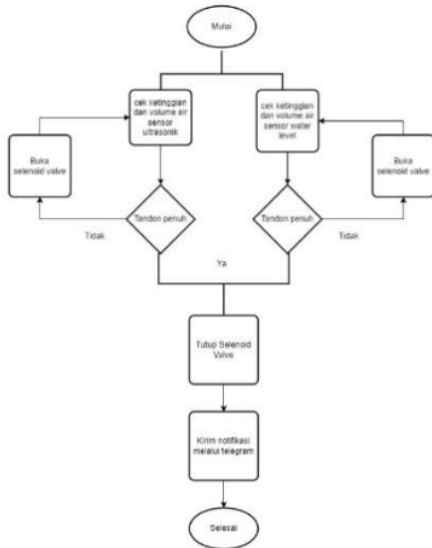 Mulai
cek ketinggian
dan volume air
sensor
ultrasonik
cek ketinggian
dan volume air
sensor water
level
Buka
selenoid valve
Buka
selenoid valve
Tandon penuh
Tandon penuh
Tidak
Tidak
Ya
Tutup Selenoid
Valve
Kirim notifikasi
melalui telegram
Selesai